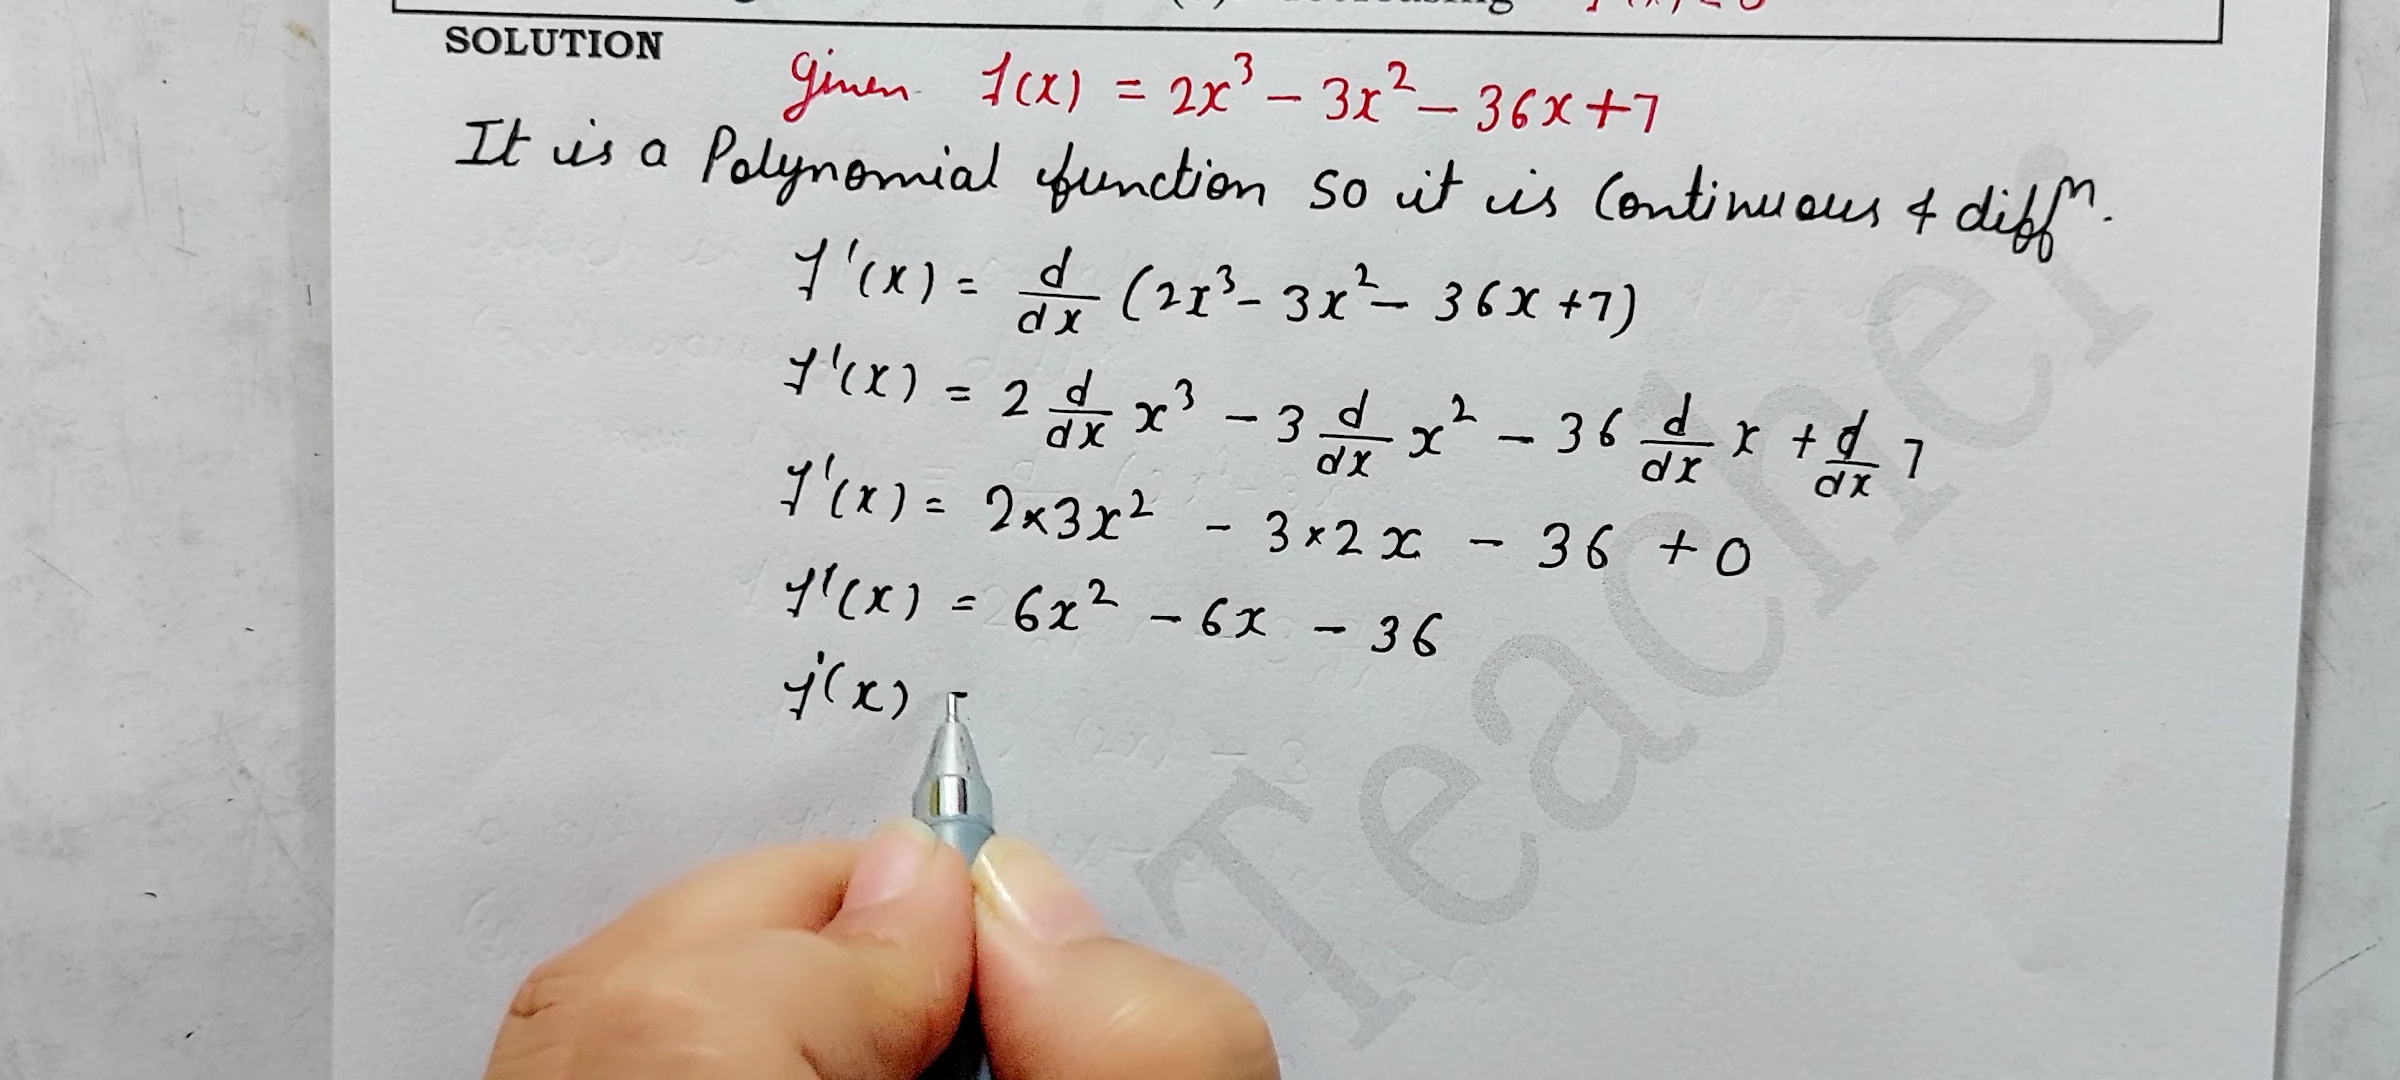 SOLUTION
Given f(x) = 2x³ - 3x² - 36x + 7
It is a Polynomial function so it is Continuous & diffⁿ.
f'(x) = d/dx (2x³ - 3x² - 36x + 7)
f'(x) = 2 d/dx x³ - 3 d/dx x² - 36 d/dx x + d/dx 7
f'(x) = 2×3x² - 3×2x - 36 + 0
f'(x) = 6x² - 6x - 36
f'(x)
Teacher